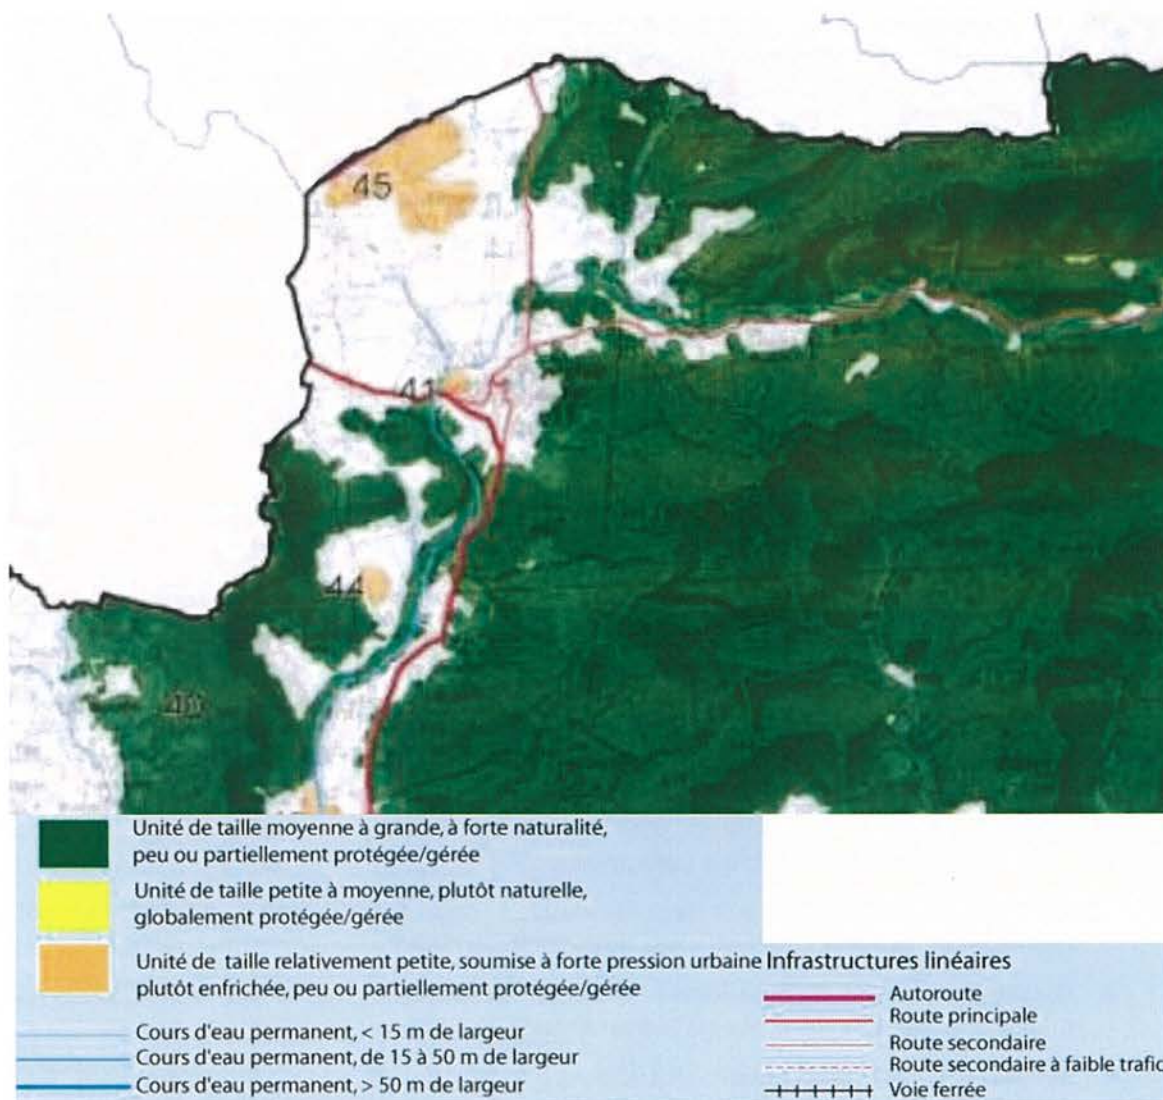 45
41
44
40
Unité de taille moyenne à grande, à forte naturalité,
peu ou partiellement protégée/gérée
Unité de taille petite à moyenne, plutôt naturelle,
globalement protégée/gérée
Unité de taille relativement petite, soumise à forte pression urbaine
plutôt enfrichée, peu ou partiellement protégée/gérée
Cours d'eau permanent, < 15 m de largeur
Cours d'eau permanent, de 15 à 50 m de largeur
Cours d'eau permanent, > 50 m de largeur
Infrastructures linéaires
Autoroute
Route principale
Route secondaire
Route secondaire à faible trafic
Voie ferrée